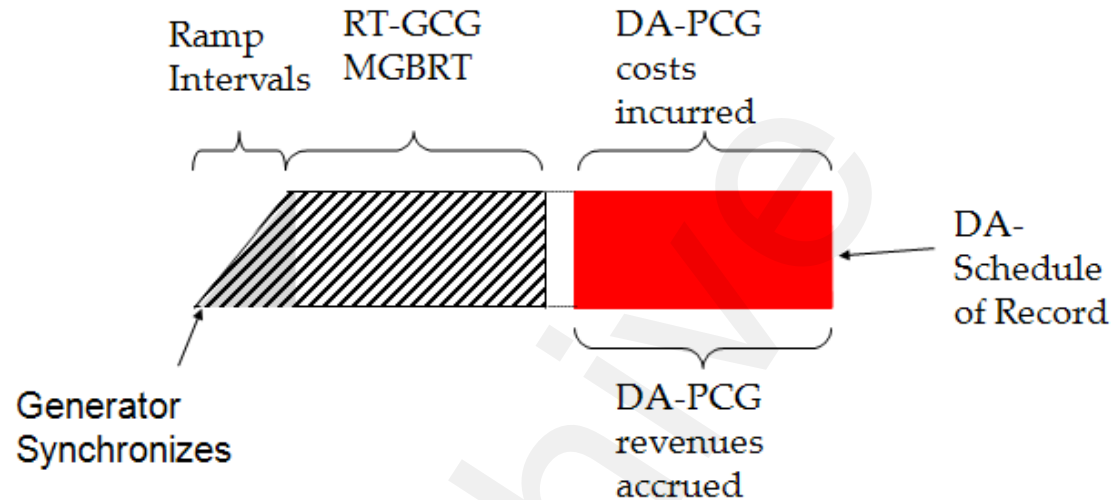 Ramp
Intervals
RT-GCG
MGBRT
DA-PCG
costs
incurred
DA-
Schedule
of Record
Generator
Synchronizes
DA-PCG
revenues
accrued